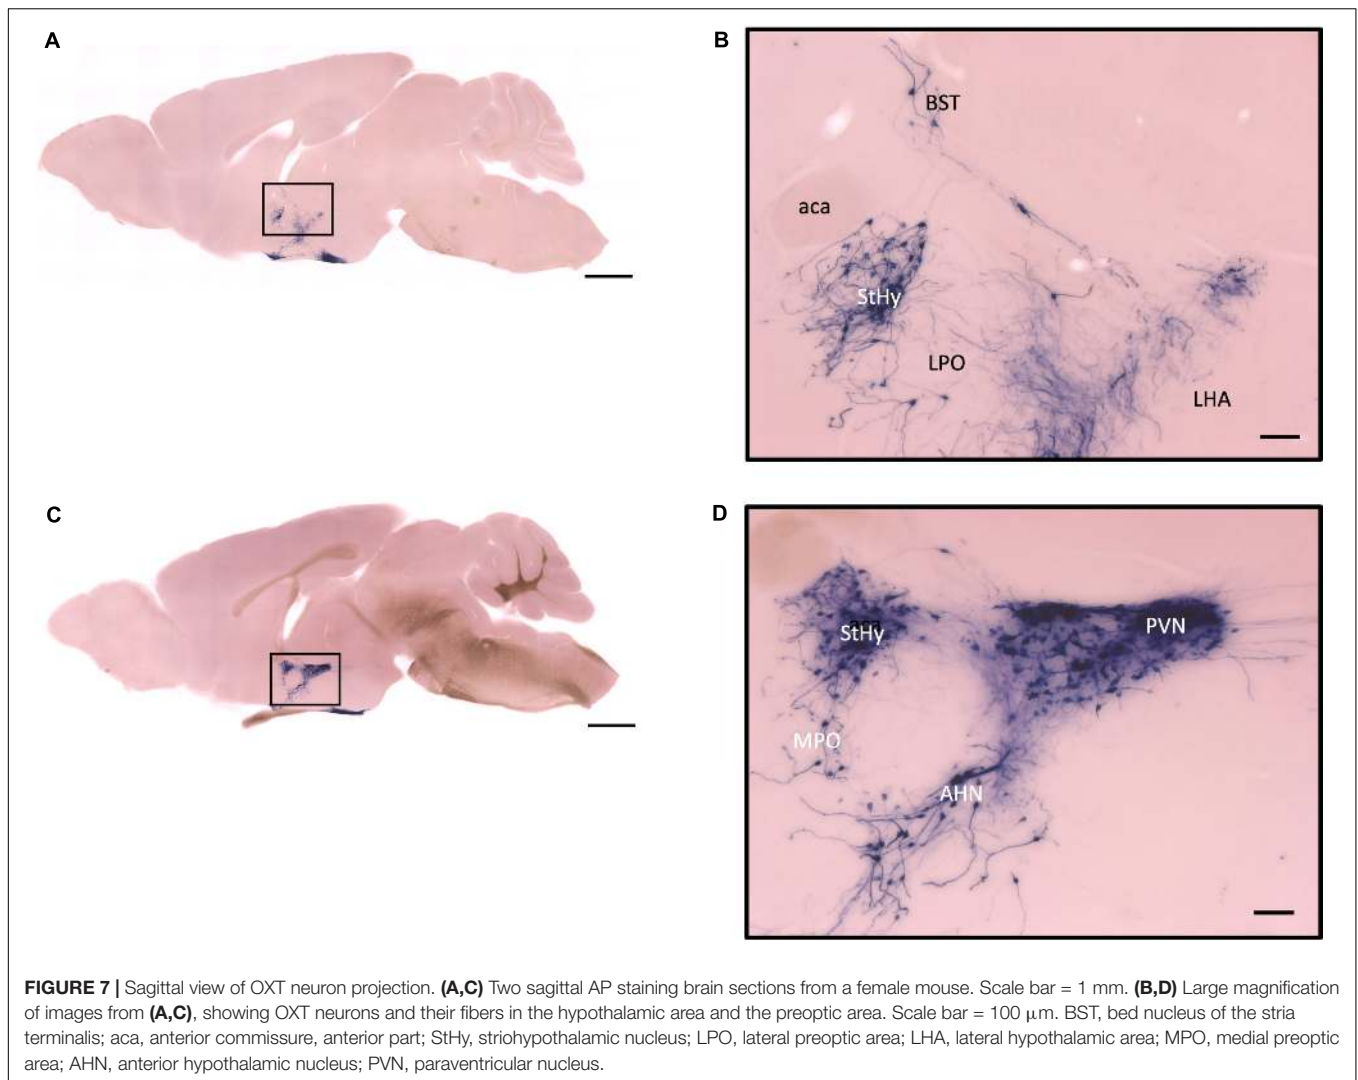 A
B
BST
aca
StHy
LPO
LHA
C
D
aca
StHy
PVN
MPO
AHN
FIGURE 7 | Sagittal view of OXT neuron projection. (A,C) Two sagittal AP staining brain sections from a female mouse. Scale bar = 1 mm. (B,D) Large magnification
of images from (A,C), showing OXT neurons and their fibers in the hypothalamic area and the preoptic area. Scale bar = 100 μm. BST, bed nucleus of the stria
terminalis; aca, anterior commissure, anterior part; StHy, striohypothalamic nucleus; LPO, lateral preoptic area; LHA, lateral hypothalamic area; MPO, medial preoptic
area; AHN, anterior hypothalamic nucleus; PVN, paraventricular nucleus.